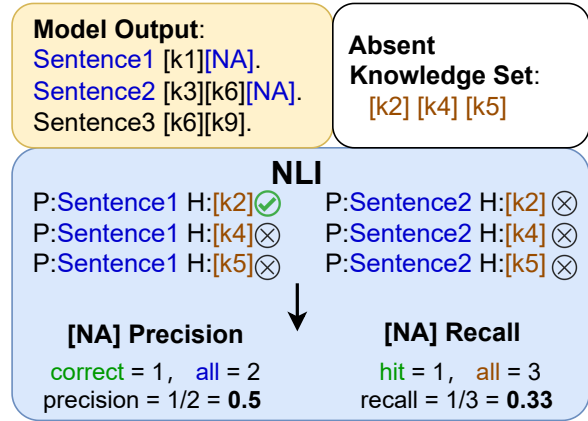 Model Output:
Sentence1 [k1][NA].
Sentence2 [k3][k6][NA].
Sentence3 [k6][k9].
Absent
Knowledge Set:
[k2] [k4] [k5]
NLI
P:Sentence1 H:[k2]
P:Sentence1 H:[k4]
P:Sentence1 H:[k5]
P:Sentence2 H:[k2]
P:Sentence2 H:[k4]
P:Sentence2 H:[k5]
[NA] Precision
correct = 1, all = 2
precision = 1/2 = 0.5
[NA] Recall
hit = 1, all = 3
recall = 1/3 = 0.33